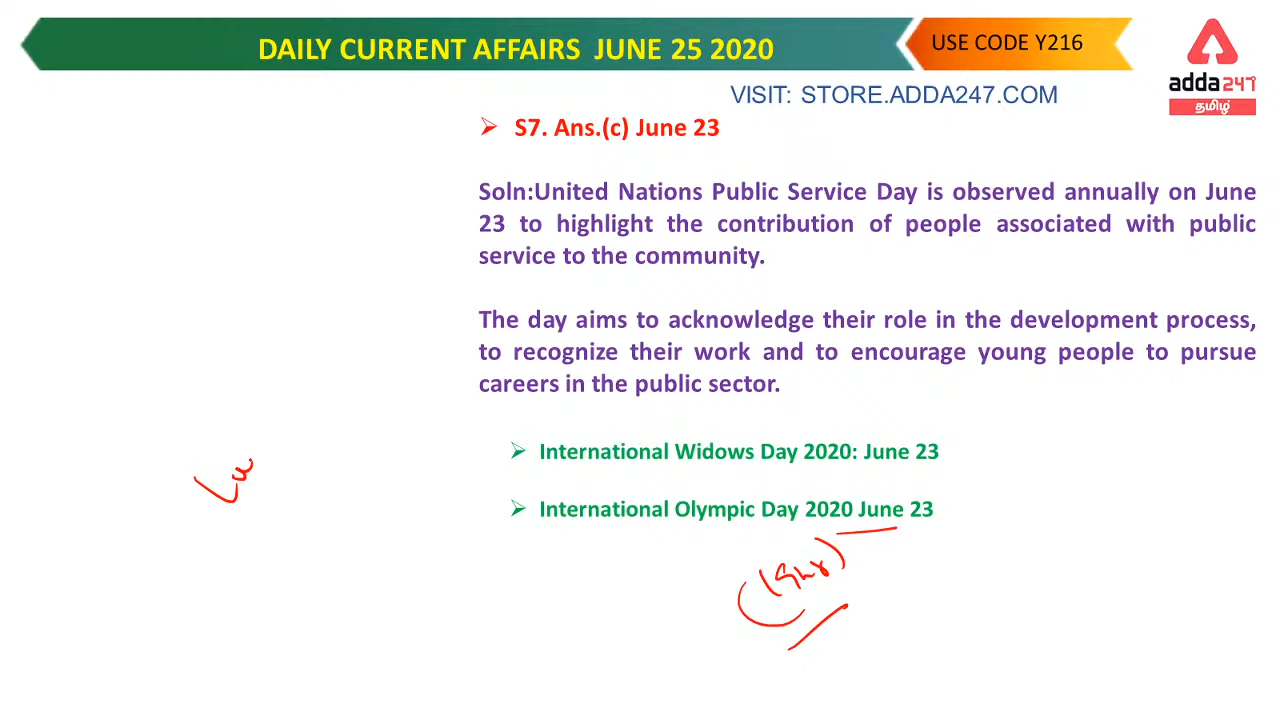 DAILY CURRENT AFFAIRS JUNE 25 2020
USE CODE Y216
adda247
தமிழ்
VISIT: STORE.ADDA247.COM
S7. Ans.(c) June 23
Soln:United Nations Public Service Day is observed annually on June
23 to highlight the contribution of people associated with public
service to the community.
The day aims to acknowledge their role in the development process,
to recognize their work and to encourage young people to pursue
careers in the public sector.
International Widows Day 2020: June 23
International Olympic Day 2020 June 23